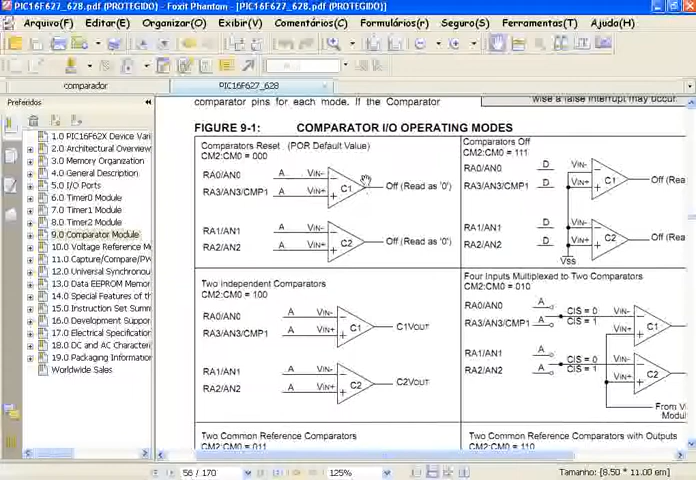 PIC16F627_628.pdf (PROTEGIDO) - Foxit Phantom - [PIC16F627_628.pdf (PROTEGIDO)]
Arquivo(F) Editar(E) Organizar(O) Exibir(V) Comentários(C) Formulários(r) Seguro(S) Ferramentas(T) Ajuda(H)
comparador PIC16F627_628
Preferidos
1.0 PIC16F62X Device Vari
2.0 Architectural Overview
3.0 Memory Organization
4.0 General Description
5.0 I/O Ports
6.0 Timer0 Module
7.0 Timer1 Module
8.0 Timer2 Module
9.0 Comparator Module
10.0 Voltage Reference M
11.0 Capture/Compare/PW
12.0 Universal Synchronou
13.0 Data EEPROM Memor
14.0 Special Features of th
15.0 Instruction Set Summ
16.0 Development Suppor
17.0 Electrical Specification
18.0 DC and AC Characteri
19.0 Packaging Information
Worldwide Sales
comparator pins for each mode. If the Comparator
wise a false interrupt may occur.
FIGURE 9-1: COMPARATOR I/O OPERATING MODES
Comparators Reset (POR Default Value)
CM2:CM0 = 000
RA0/AN0 A VIN-
RA3/AN3/CMP1 A VIN+ C1 Off (Read as '0')
RA1/AN1 A VIN-
RA2/AN2 A VIN+ C2 Off (Read as '0')
Comparators Off
CM2:CM0 = 111
RA0/AN0 D VIN-
RA3/AN3/CMP1 D VIN+ C1 Off (Rea
RA1/AN1 D VIN-
RA2/AN2 D VIN+ C2 Off (Rea
VSS
Two Independent Comparators
CM2:CM0 = 100
RA0/AN0 A VIN-
RA3/AN3/CMP1 A VIN+ C1 C1VOUT
RA1/AN1 A VIN-
RA2/AN2 A VIN+ C2 C2VOUT
Four Inputs Multiplexed to Two Comparators
CM2:CM0 = 010
RA0/AN0 A CIS = 0 VIN-
RA3/AN3/CMP1 A CIS = 1 VIN+ C1
RA1/AN1 A CIS = 0 VIN-
RA2/AN2 A CIS = 1 VIN+ C2
From V
Modul
Two Common Reference Comparators
CM2:CM0 = 011
Two Common Reference Comparators with Outputs
CM2:CM0 = 110
56 / 170 125% Tamanho: [8.50 * 11.00 em]